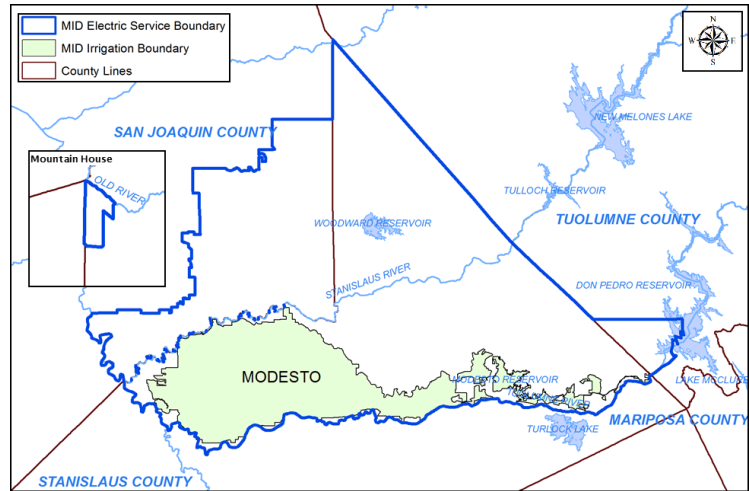 MID Electric Service Boundary
MID Irrigation Boundary
County Lines
N
W E
S
NEW MELONES LAKE
SAN JOAQUIN COUNTY
Mountain House
OLD RIVER
TULLOCH RESERVOIR
WOODWARD RESERVOIR
TUOLUMNE COUNTY
STANISLAUS RIVER
DON PEDRO RESERVOIR
MODESTO
MODESTO RESERVOIR
LAKE MCCLURE
TUOLUMNE RIVER
MARIPOSA COUNTY
TURLOCK LAKE
STANISLAUS COUNTY